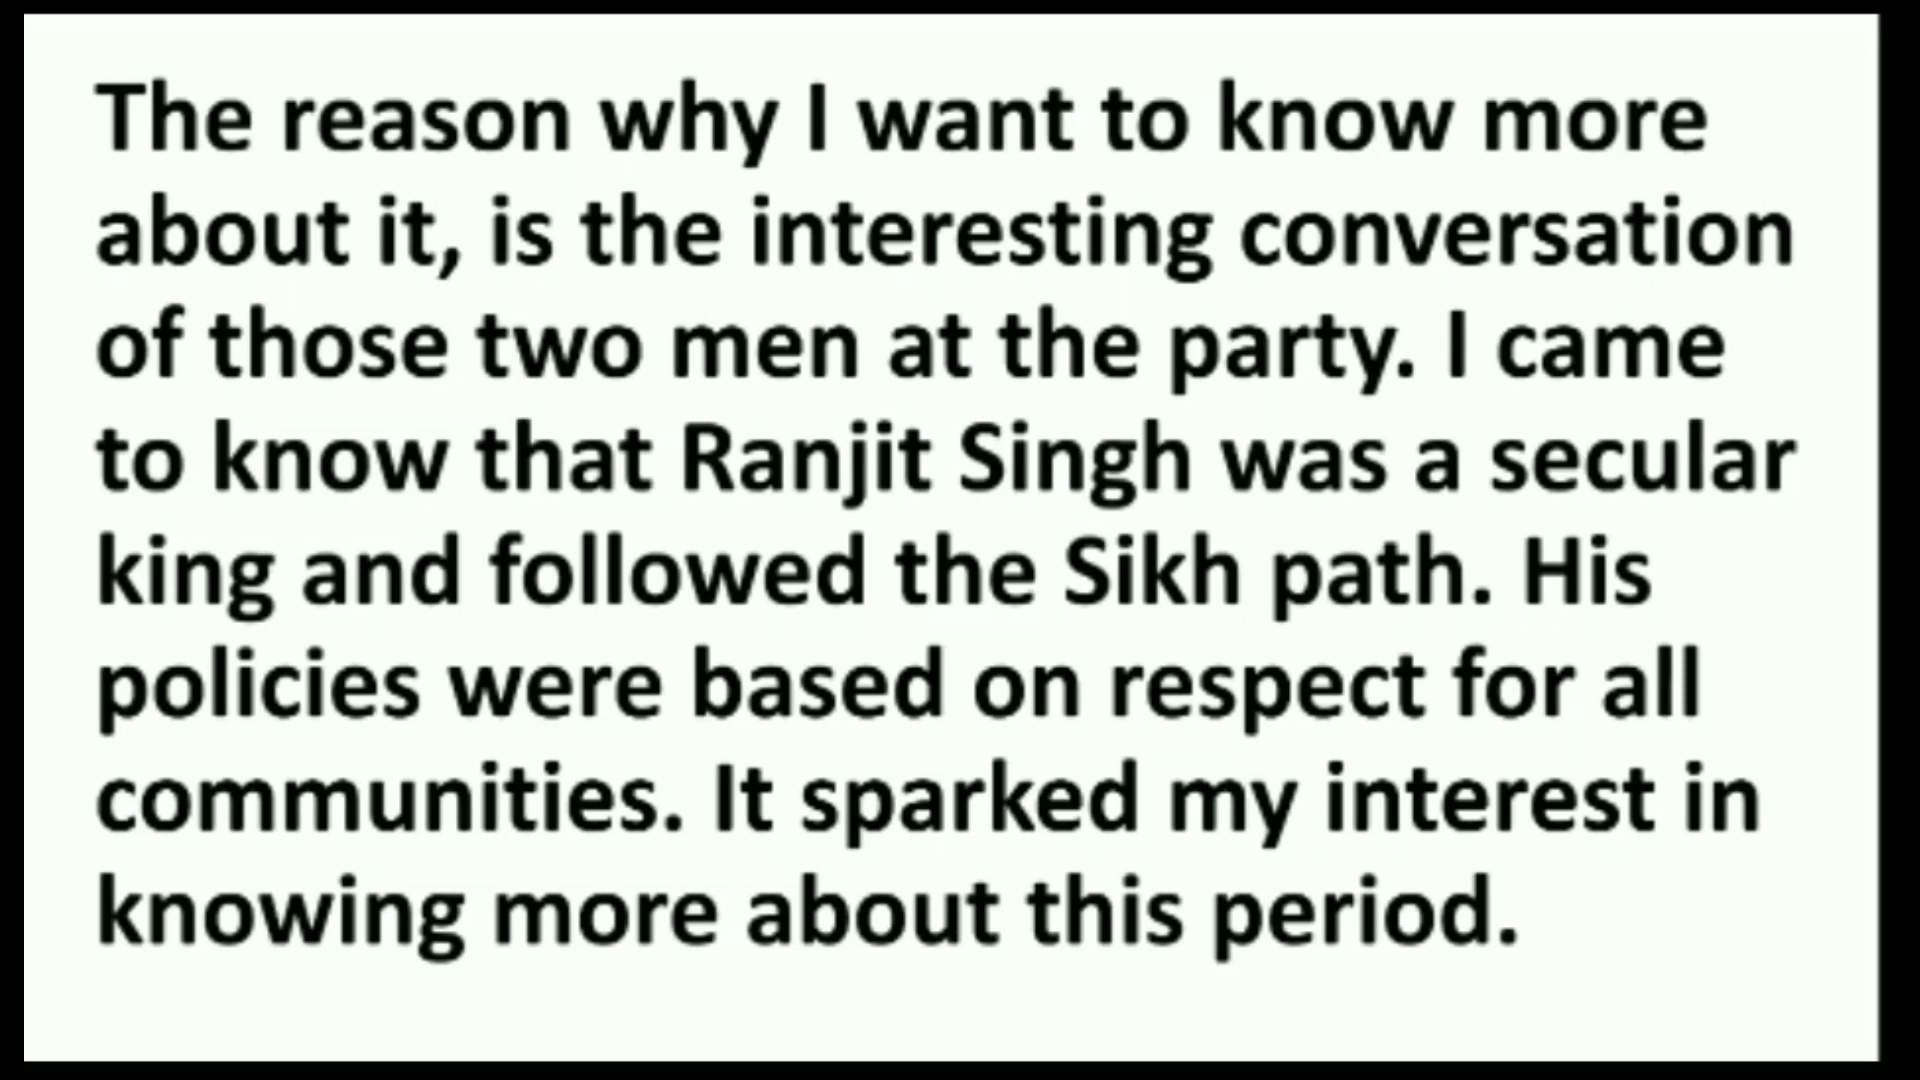 The reason why I want to know more
about it, is the interesting conversation
of those two men at the party. I came
to know that Ranjit Singh was a secular
king and followed the Sikh path. His
policies were based on respect for all
communities. It sparked my interest in
knowing more about this period.